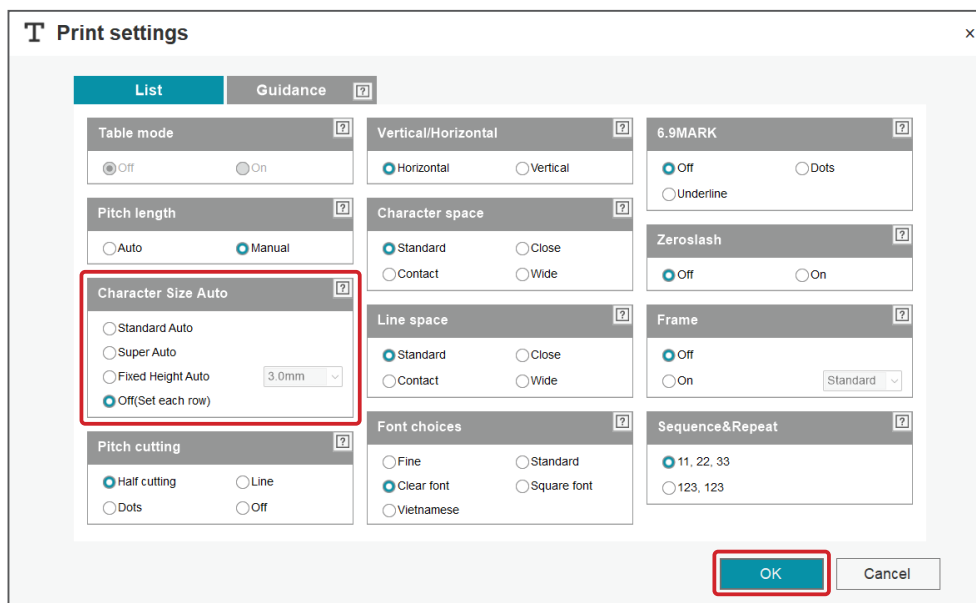 T Print settings
×
List
Guidance ?
Table mode ?
Off On
Pitch length ?
Auto Manual
Character Size Auto ?
Standard Auto
Super Auto
Fixed Height Auto 3.0mm
Off(Set each row)
Pitch cutting ?
Half cutting Line
Dots Off
Vertical/Horizontal ?
Horizontal Vertical
Character space ?
Standard Close
Contact Wide
Line space ?
Standard Close
Contact Wide
Font choices ?
Fine Standard
Clear font Square font
Vietnamese
6.9MARK ?
Off Dots
Underline
Zeroslash ?
Off On
Frame ?
Off
On Standard
Sequence&Repeat ?
11, 22, 33
123, 123
OK Cancel